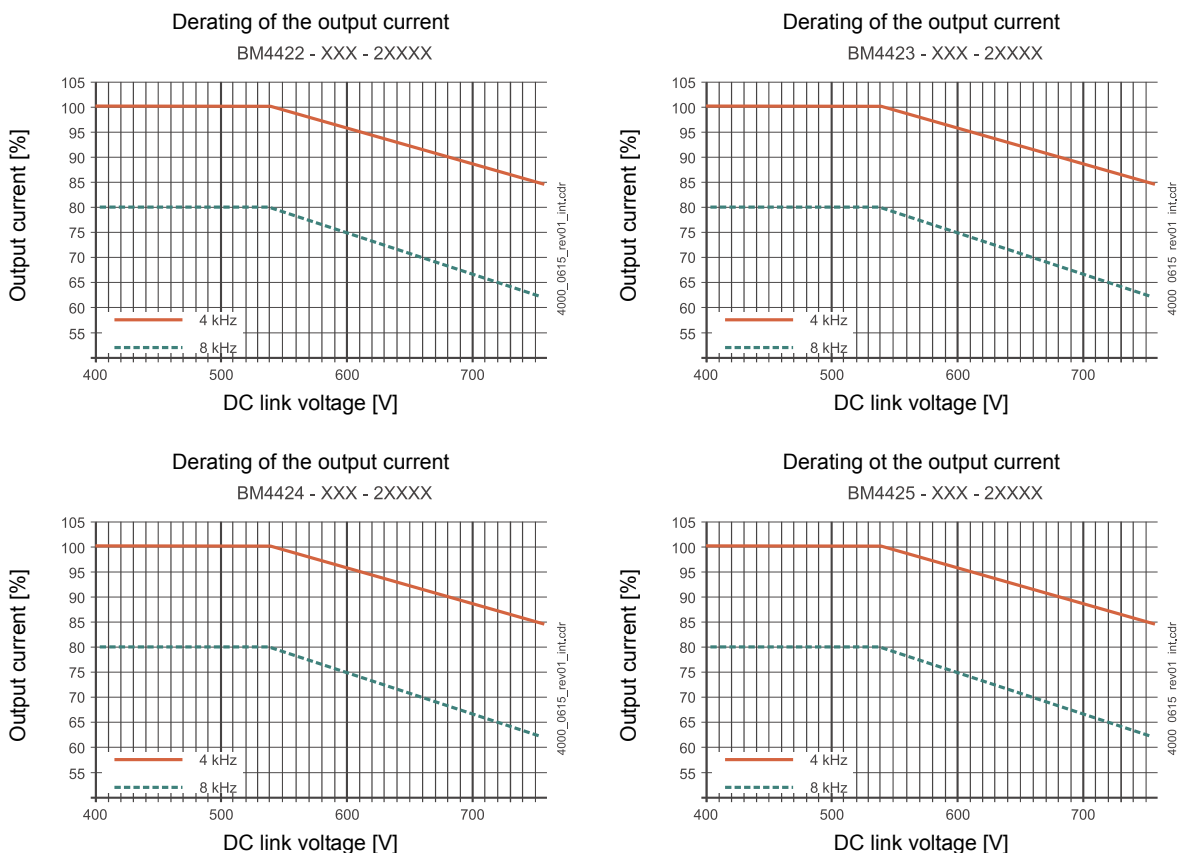 Derating of the output current
BM4422 - XXX - 2XXXX
105
100
95
90
85
80
75
70
65
60
55
Output current [%]
4 kHz
8 kHz
400
500
600
700
DC link voltage [V]
4000_0615_rev01_int.cdr
Derating of the output current
BM4423 - XXX - 2XXXX
105
100
95
90
85
80
75
70
65
60
55
Output current [%]
4 kHz
8 kHz
400
500
600
700
DC link voltage [V]
4000_0615_rev01_int.cdr
Derating of the output current
BM4424 - XXX - 2XXXX
105
100
95
90
85
80
75
70
65
60
55
Output current [%]
4 kHz
8 kHz
400
500
600
700
DC link voltage [V]
4000_0615_rev01_int.cdr
Derating ot the output current
BM4425 - XXX - 2XXXX
105
100
95
90
85
80
75
70
65
60
55
Output current [%]
4 kHz
8 kHz
400
500
600
700
DC link voltage [V]
4000_0615_rev01_int.cdr